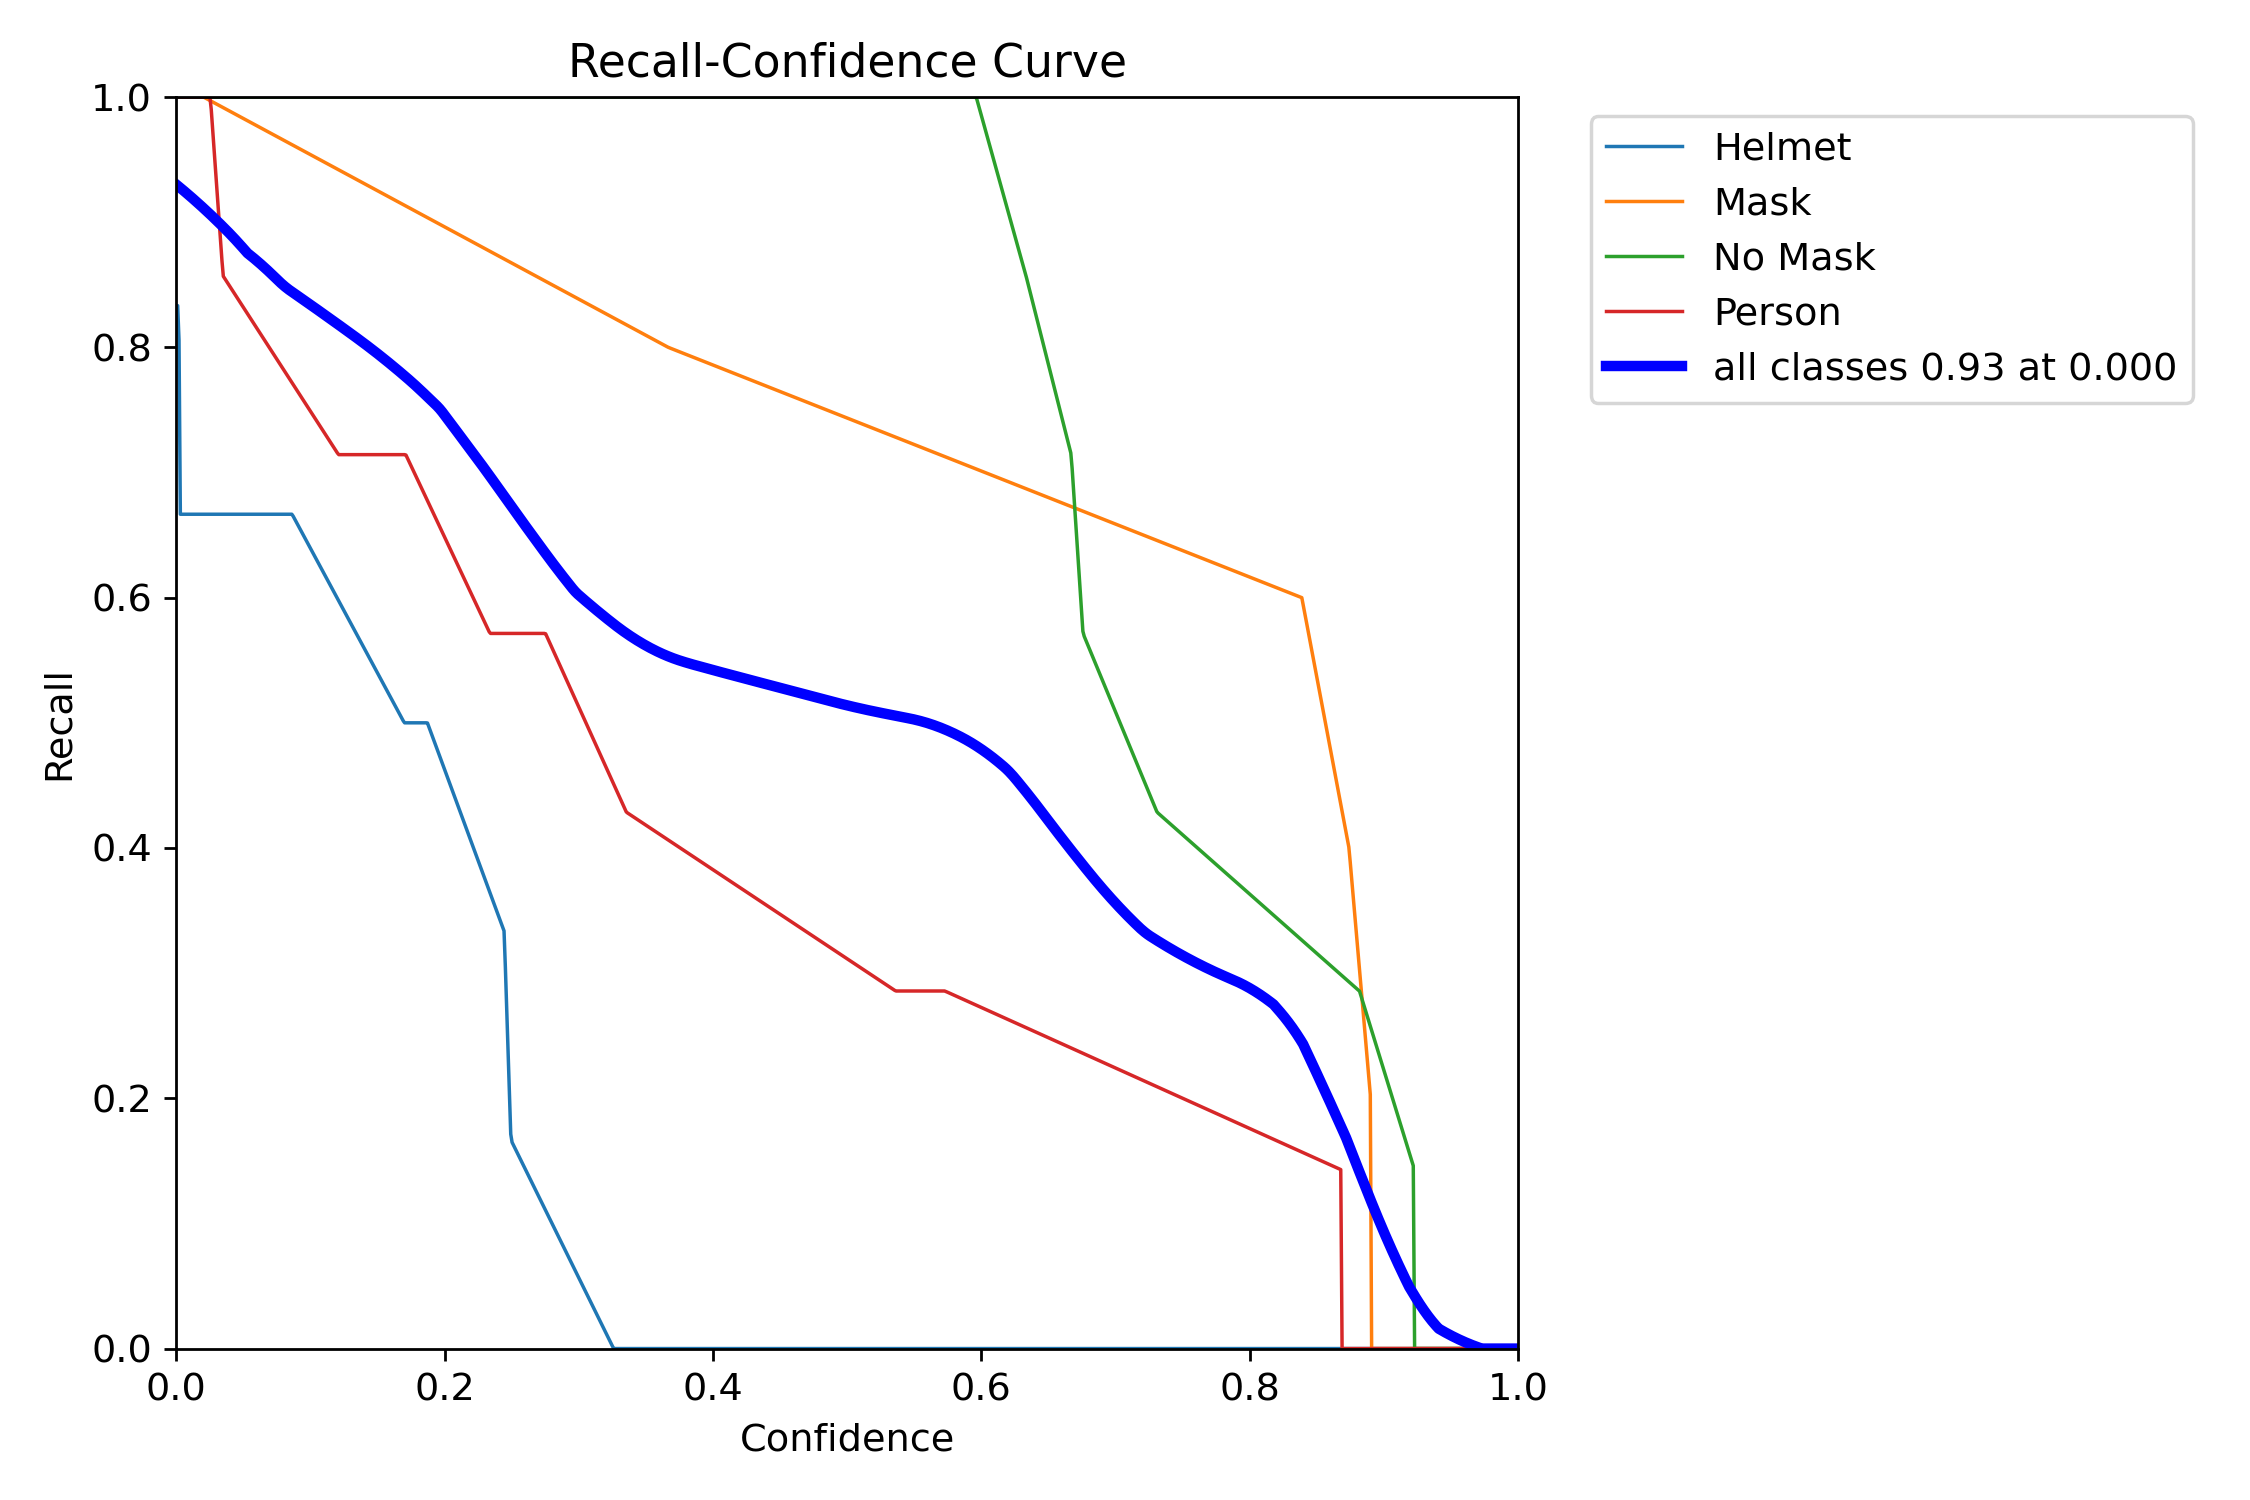 Recall-Confidence Curve
1.0
0.8
0.6
0.4
0.2
0.0
Recall
0.0 0.2 0.4 0.6 0.8 1.0
Confidence
Helmet
Mask
No Mask
Person
all classes 0.93 at 0.000